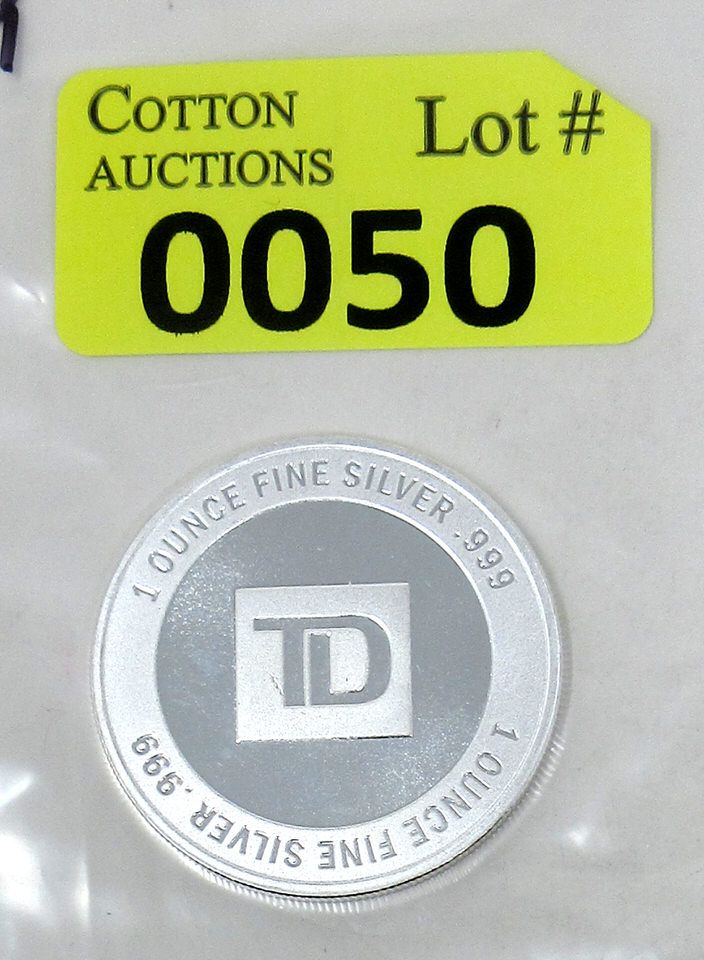 COTTON
AUCTIONS
Lot #
0050
1 OUNCE FINE SILVER .999
TD
1 OUNCE FINE SILVER .999